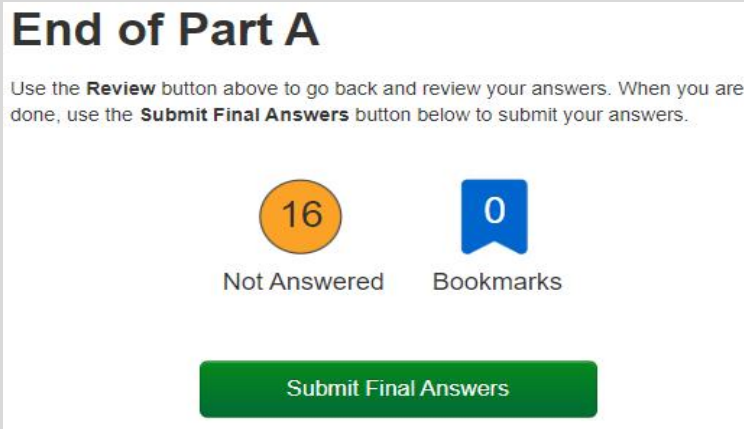 End of Part A
Use the Review button above to go back and review your answers. When you are
done, use the Submit Final Answers button below to submit your answers.
16 0
Not Answered Bookmarks
Submit Final Answers